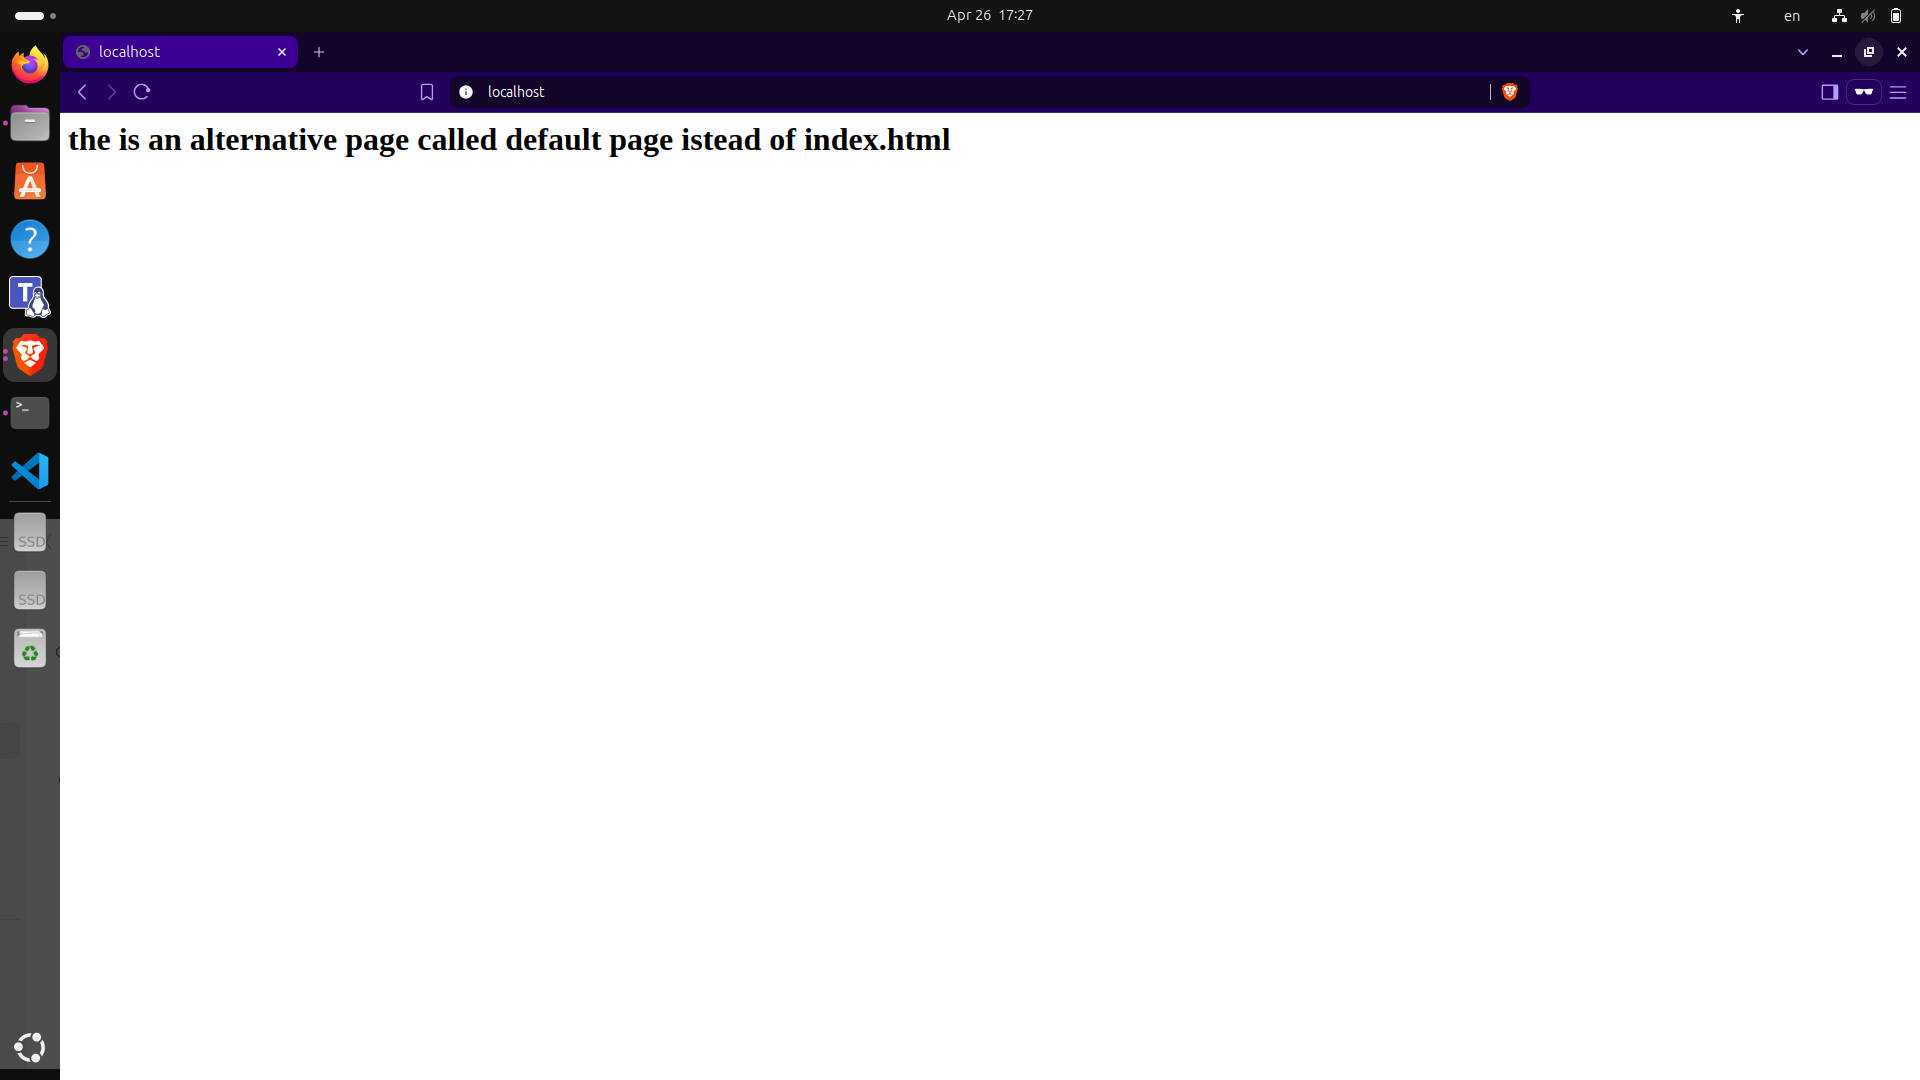 Apr 26 17:27
en
localhost
localhost
the is an alternative page called default page istead of index.html
?
T
>_
SSD
SSD